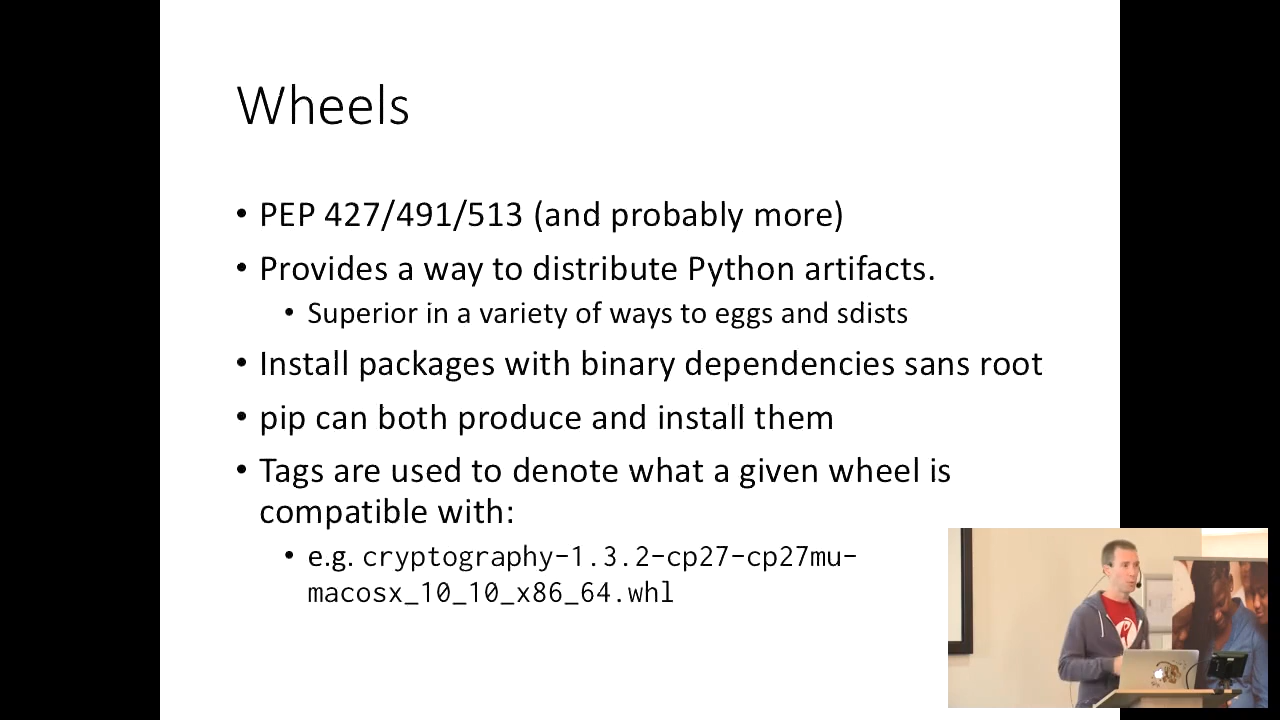 Wheels
• PEP 427/491/513 (and probably more)
• Provides a way to distribute Python artifacts.
• Superior in a variety of ways to eggs and sdists
• Install packages with binary dependencies sans root
• pip can both produce and install them
• Tags are used to denote what a given wheel is
compatible with:
• e.g. cryptography-1.3.2-cp27-cp27mu-
macosx_10_10_x86_64.whl